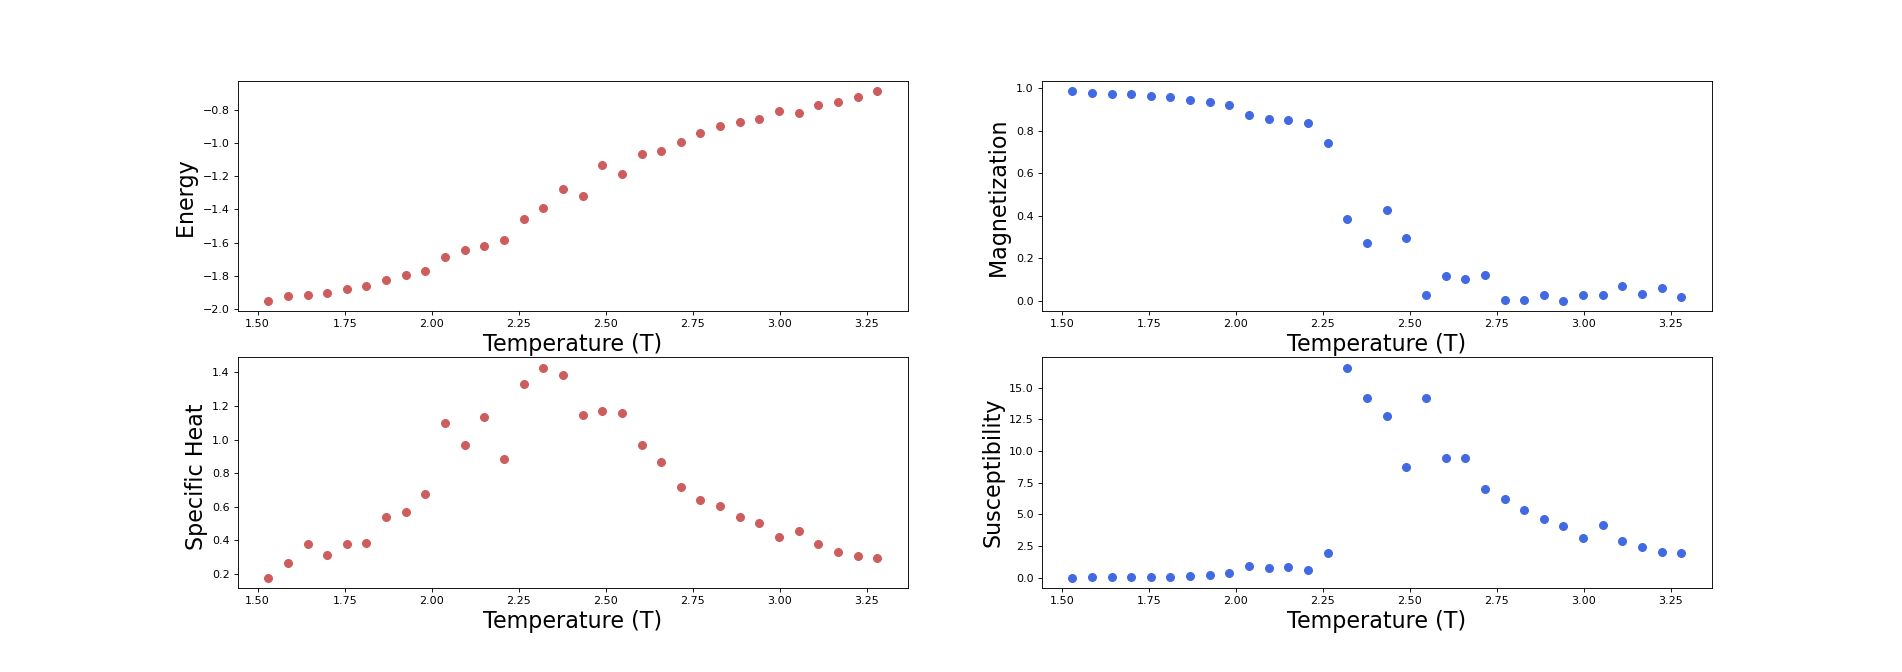 Energy
−0.8
−1.0
−1.2
−1.4
−1.6
−1.8
−2.0
1.50 1.75 2.00 2.25 2.50 2.75 3.00 3.25
Temperature (T)
Magnetization
1.0
0.8
0.6
0.4
0.2
0.0
1.50 1.75 2.00 2.25 2.50 2.75 3.00 3.25
Temperature (T)
Specific Heat
1.4
1.2
1.0
0.8
0.6
0.4
0.2
1.50 1.75 2.00 2.25 2.50 2.75 3.00 3.25
Temperature (T)
Susceptibility
15.0
12.5
10.0
7.5
5.0
2.5
0.0
1.50 1.75 2.00 2.25 2.50 2.75 3.00 3.25
Temperature (T)